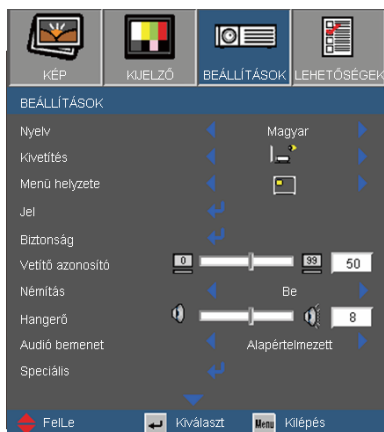 KÉP KIJELZŐ BEÁLLÍTÁSOK LEHETŐSÉGEK
BEÁLLÍTÁSOK
Nyelv Magyar
Kivetítés
Menü helyzete
Jel
Biztonság
Vetítő azonosító 0 99 50
Némítás Be
Hangerő 8
Audió bemenet Alapértelmezett
Speciális
FelLe Kiválaszt Menu Kilépés